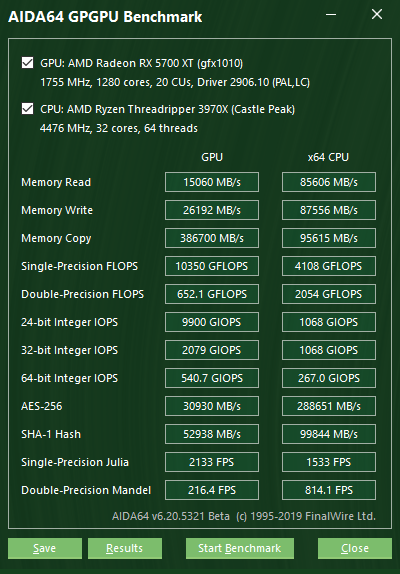 AIDA64 GPGPU Benchmark
GPU: AMD Radeon RX 5700 XT (gfx1010)
1755 MHz, 1280 cores, 20 CUs, Driver 2906.10 (PAL,LC)
CPU: AMD Ryzen Threadripper 3970X (Castle Peak)
4476 MHz, 32 cores, 64 threads
GPU x64 CPU
Memory Read 15060 MB/s 85606 MB/s
Memory Write 26192 MB/s 87556 MB/s
Memory Copy 386700 MB/s 95615 MB/s
Single-Precision FLOPS 10350 GFLOPS 4108 GFLOPS
Double-Precision FLOPS 652.1 GFLOPS 2054 GFLOPS
24-bit Integer IOPS 9900 GIOPS 1068 GIOPS
32-bit Integer IOPS 2079 GIOPS 1068 GIOPS
64-bit Integer IOPS 540.7 GIOPS 267.0 GIOPS
AES-256 30930 MB/s 288651 MB/s
SHA-1 Hash 52938 MB/s 99844 MB/s
Single-Precision Julia 2133 FPS 1533 FPS
Double-Precision Mandel 216.4 FPS 814.1 FPS
AIDA64 v6.20.5321 Beta (c) 1995-2019 FinalWire Ltd.
Save Results Start Benchmark Close